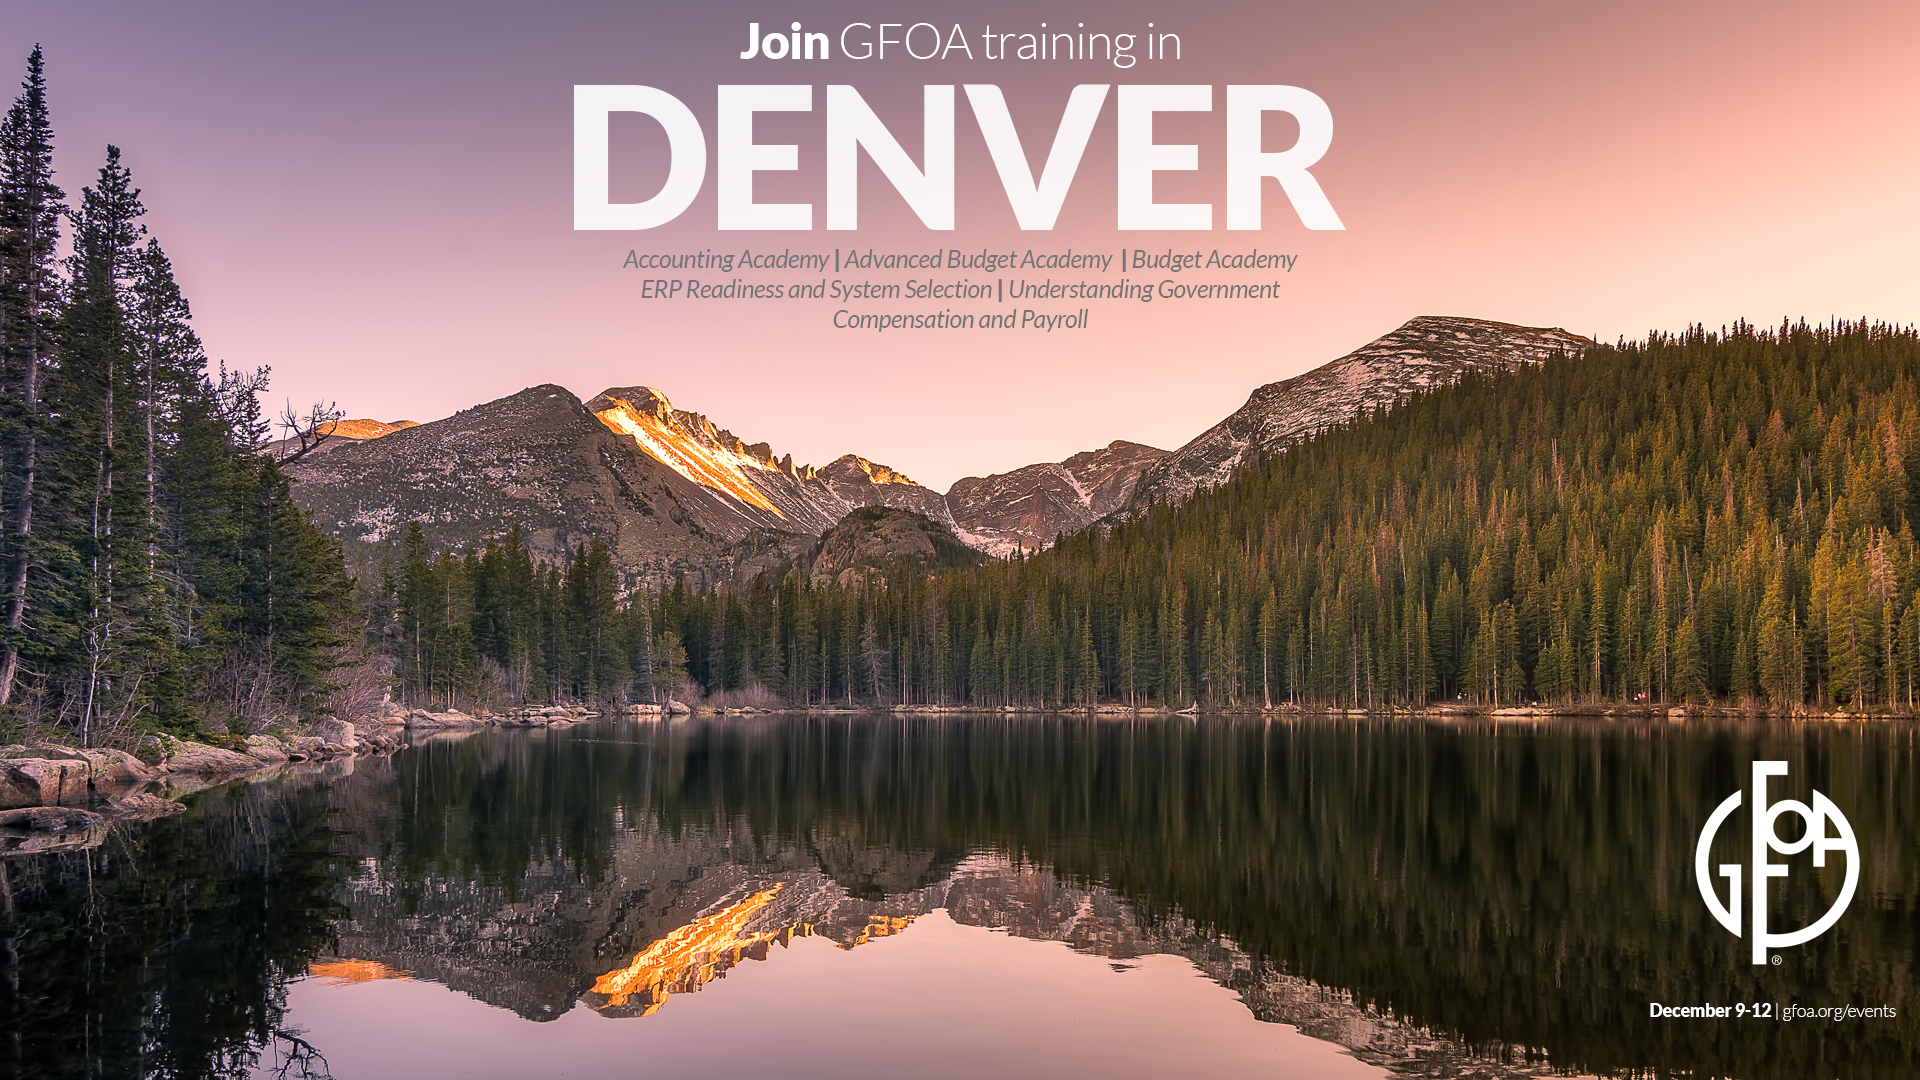 Join GFOA training in
DENVER
Accounting Academy | Advanced Budget Academy | Budget Academy
ERP Readiness and System Selection | Understanding Government
Compensation and Payroll
GFOA
®
December 9-12 | gfoa.org/events